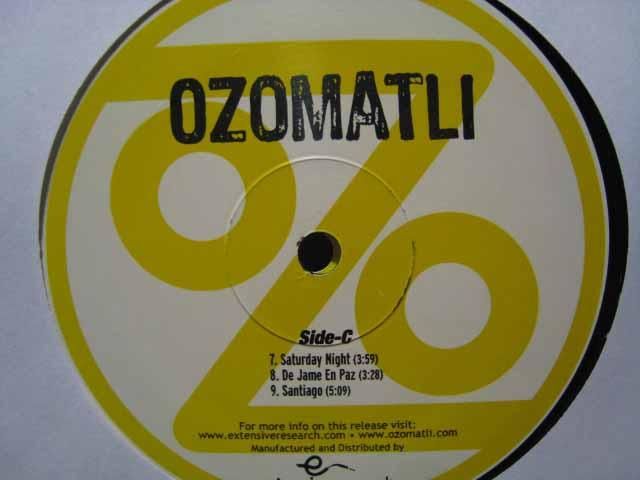 OZOMATLI
Side-C
7. Saturday Night (3:59)
8. De Jame En Paz (3:28)
9. Santiago (5:09)
For more info on this release visit:
www.extensiveresearch.com • www.ozomatli.com
Manufactured and Distributed by